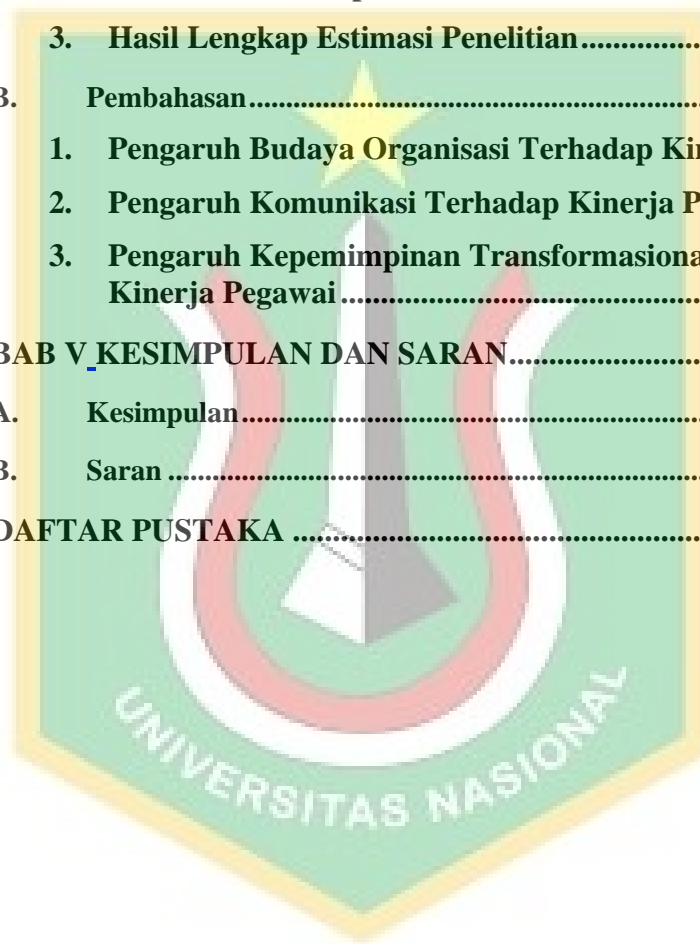 3. Hasil Lengkap Estimasi Penelitian
B. Pembahasan
1. Pengaruh Budaya Organisasi Terhadap
2. Pengaruh Komunikasi Terhadap Kinerja
3. Pengaruh Kepemimpinan
Kinerja Pegawai
BAB V KESIMPULAN DAN SARAN
A. Kesimpulan
B. Saran
DAFTAR PUSTAKA
UNIVERSITAS NASIONAL